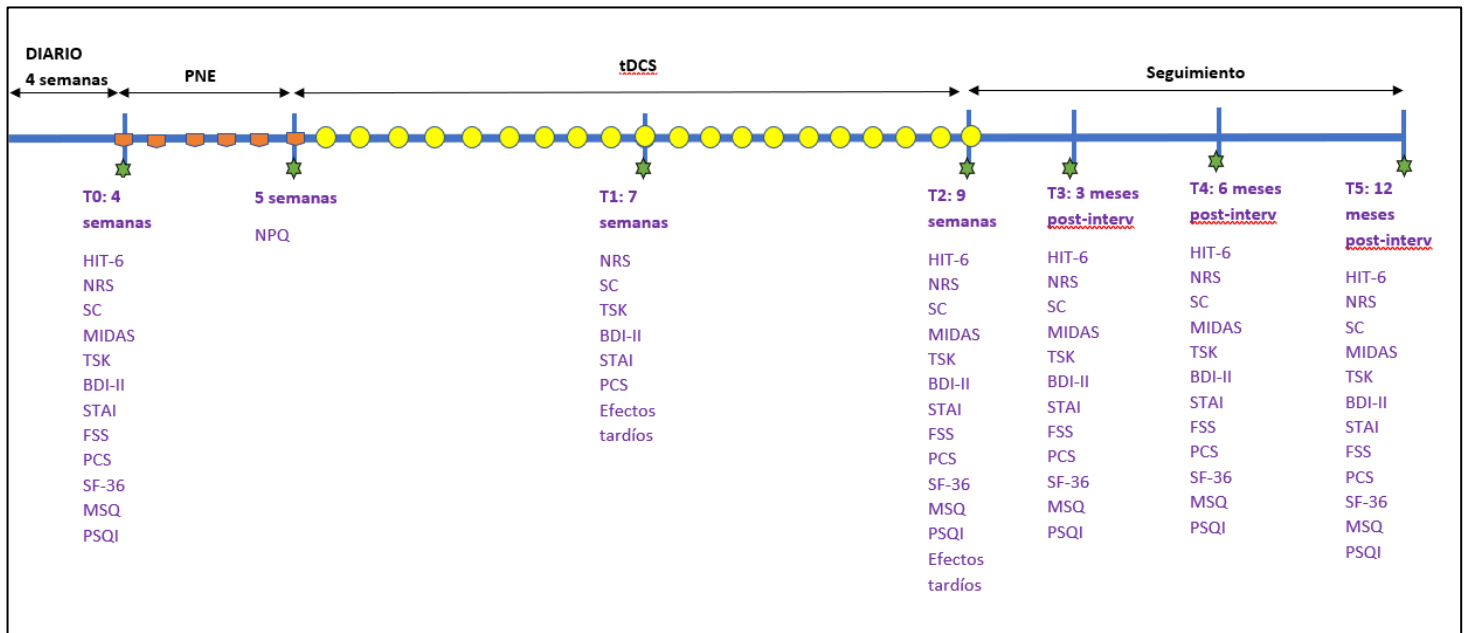 DIARIO
4 semanas
PNE
tDCS
Seguimiento
T0: 4
semanas
HIT-6
NRS
SC
MIDAS
TSK
BDI-II
STAI
FSS
PCS
SF-36
MSQ
PSQI
5 semanas
NPQ
T1: 7
semanas
NRS
SC
TSK
BDI-II
STAI
PCS
Efectos
tardíos
T2: 9
semanas
HIT-6
NRS
SC
MIDAS
TSK
BDI-II
STAI
FSS
PCS
SF-36
MSQ
PSQI
Efectos
tardíos
T3: 3 meses
post-interv
HIT-6
NRS
SC
MIDAS
TSK
BDI-II
STAI
FSS
PCS
SF-36
MSQ
PSQI
T4: 6 meses
post-interv
HIT-6
NRS
SC
MIDAS
TSK
BDI-II
STAI
FSS
PCS
SF-36
MSQ
PSQI
T5: 12
meses
post-interv
HIT-6
NRS
SC
MIDAS
TSK
BDI-II
STAI
FSS
PCS
SF-36
MSQ
PSQI